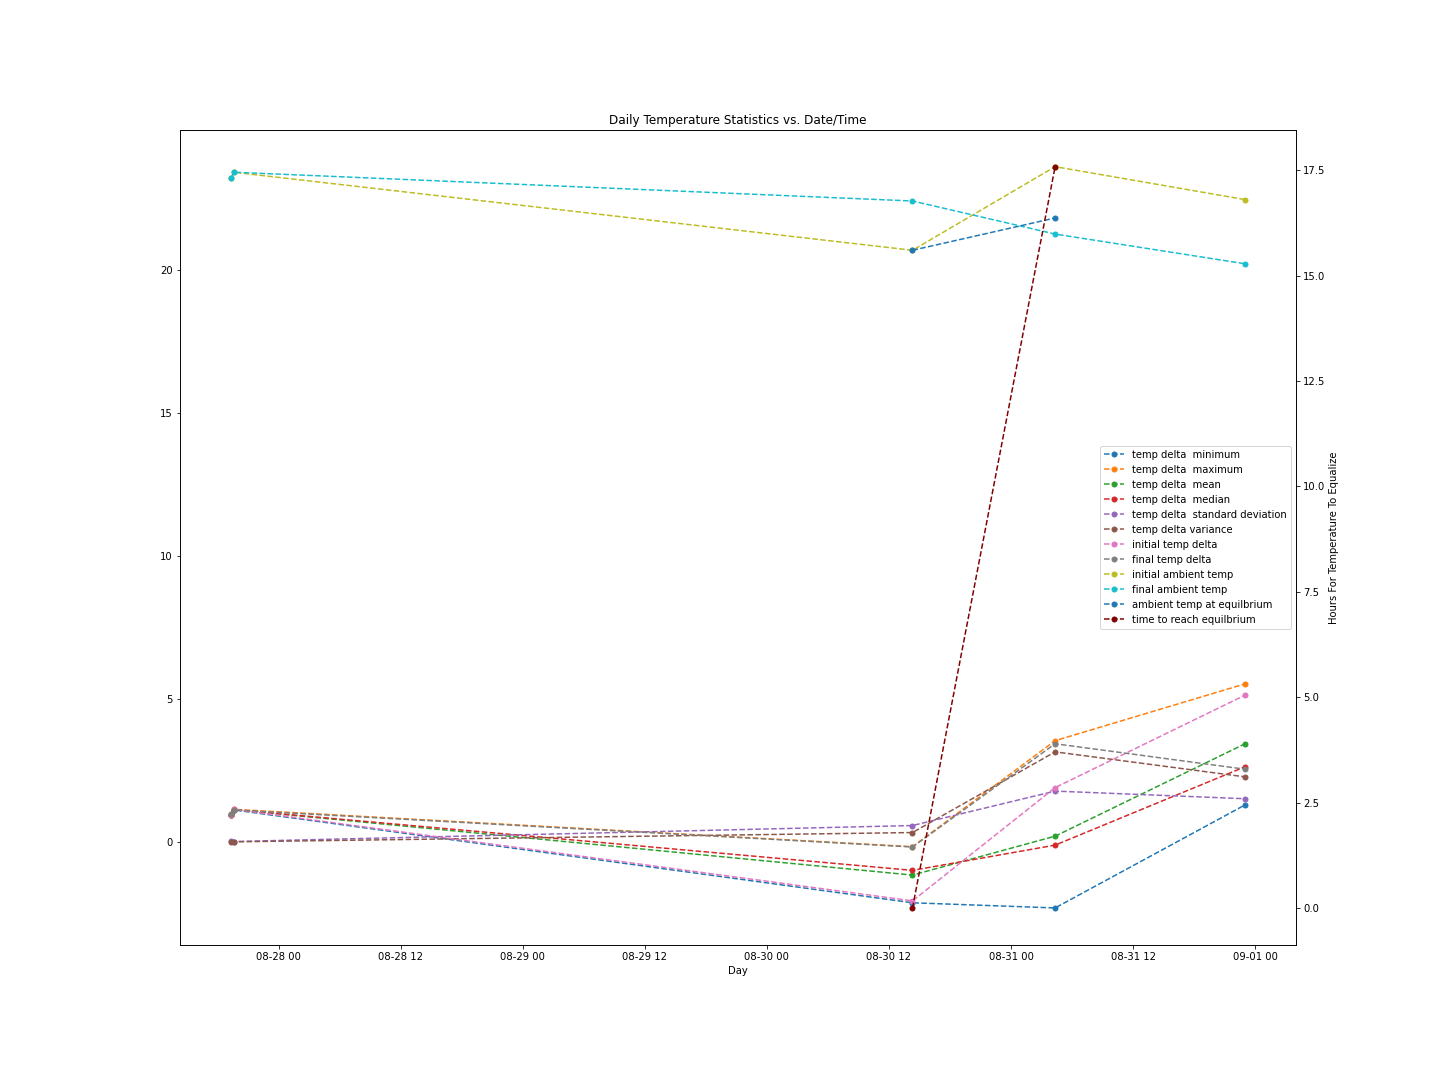 Daily Temperature Statistics vs. Date/Time
20
15
10
5
0
17.5
15.0
12.5
10.0
7.5
5.0
2.5
0.0
Hours For Temperature To Equalize
temp delta  minimum
temp delta  maximum
temp delta  mean
temp delta  median
temp delta  standard deviation
temp delta variance
initial temp delta
final temp delta
initial ambient temp
final ambient temp
ambient temp at equilbrium
time to reach equilbrium
08-28 00
08-28 12
08-29 00
08-29 12
08-30 00
08-30 12
08-31 00
08-31 12
09-01 00
Day